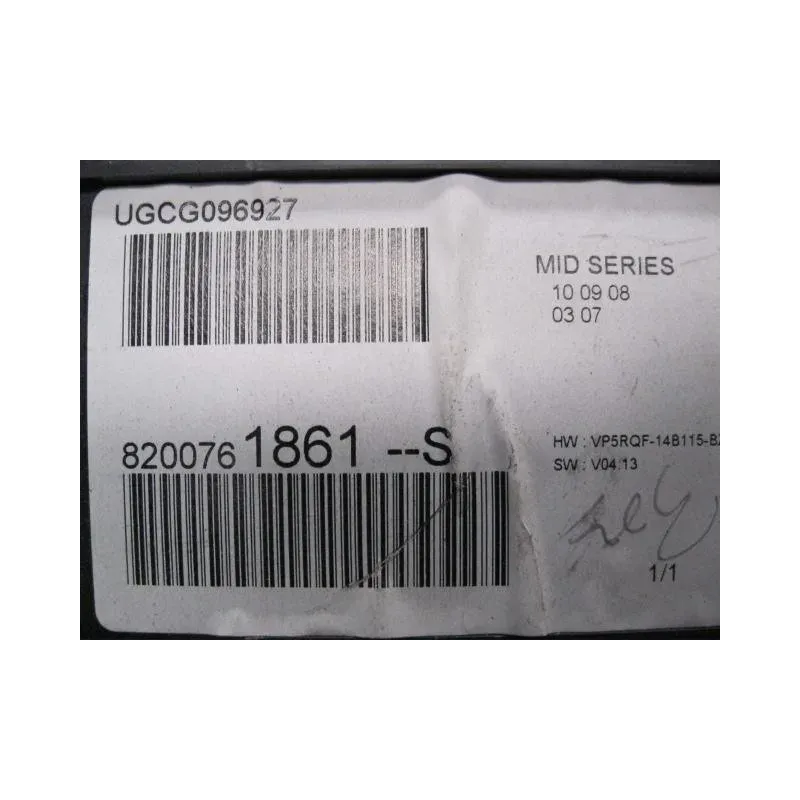 UGCG096927
MID SERIES
10 09 08
03 07
8200761861--S
HW : VP5RQF-14B115-B
SW : V04.13
1/1